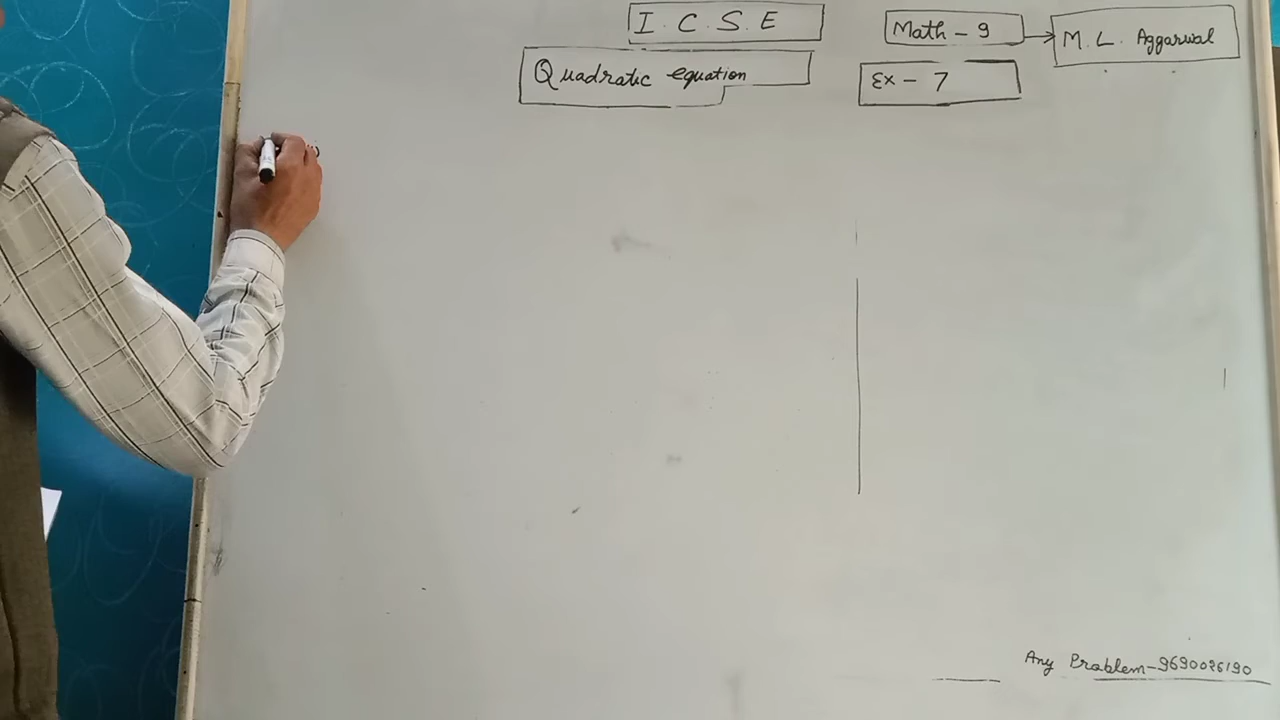 I. C. S. E
Math - 9
M. L. Aggarwal
Quadratic equation
Ex - 7
Any Problem-9690026190